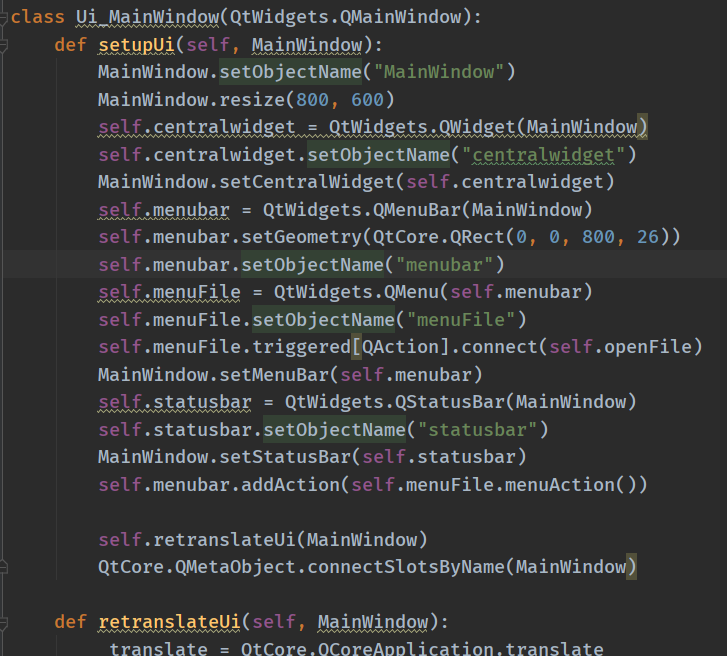 class Ui_MainWindow(QtWidgets.QMainWindow):
    def setupUi(self, MainWindow):
        MainWindow.setObjectName("MainWindow")
        MainWindow.resize(800, 600)
        self.centralwidget = QtWidgets.QWidget(MainWindow)
        self.centralwidget.setObjectName("centralwidget")
        MainWindow.setCentralWidget(self.centralwidget)
        self.menubar = QtWidgets.QMenuBar(MainWindow)
        self.menubar.setGeometry(QtCore.QRect(0, 0, 800, 26))
        self.menubar.setObjectName("menubar")
        self.menuFile = QtWidgets.QMenu(self.menubar)
        self.menuFile.setObjectName("menuFile")
        self.menuFile.triggered[QAction].connect(self.openFile)
        MainWindow.setMenuBar(self.menubar)
        self.statusbar = QtWidgets.QStatusBar(MainWindow)
        self.statusbar.setObjectName("statusbar")
        MainWindow.setStatusBar(self.statusbar)
        self.menubar.addAction(self.menuFile.menuAction())

        self.retranslateUi(MainWindow)
        QtCore.QMetaObject.connectSlotsByName(MainWindow)

    def retranslateUi(self, MainWindow):
        _translate = QtCore.QCoreApplication.translate